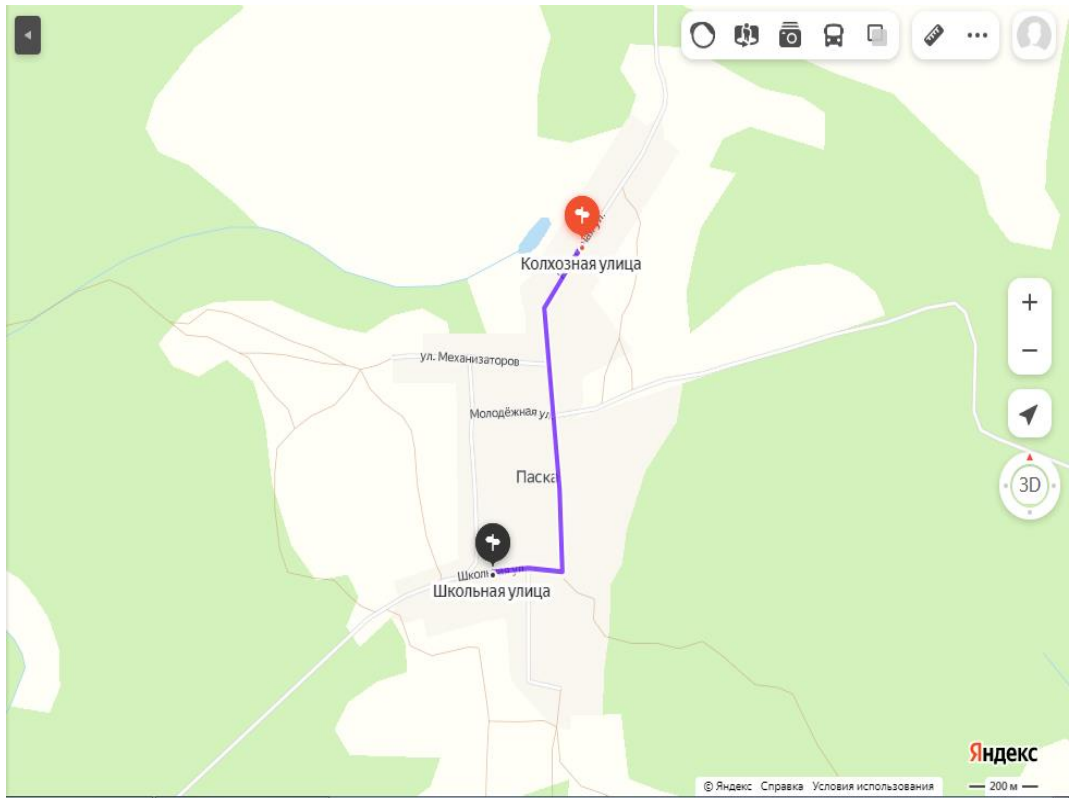 Колхозная улица
ул. Механизаторов
Молодёжная ул.
Паска
Школьная улица
3D
Яндекс
© Яндекс Справка Условия использования
200 м